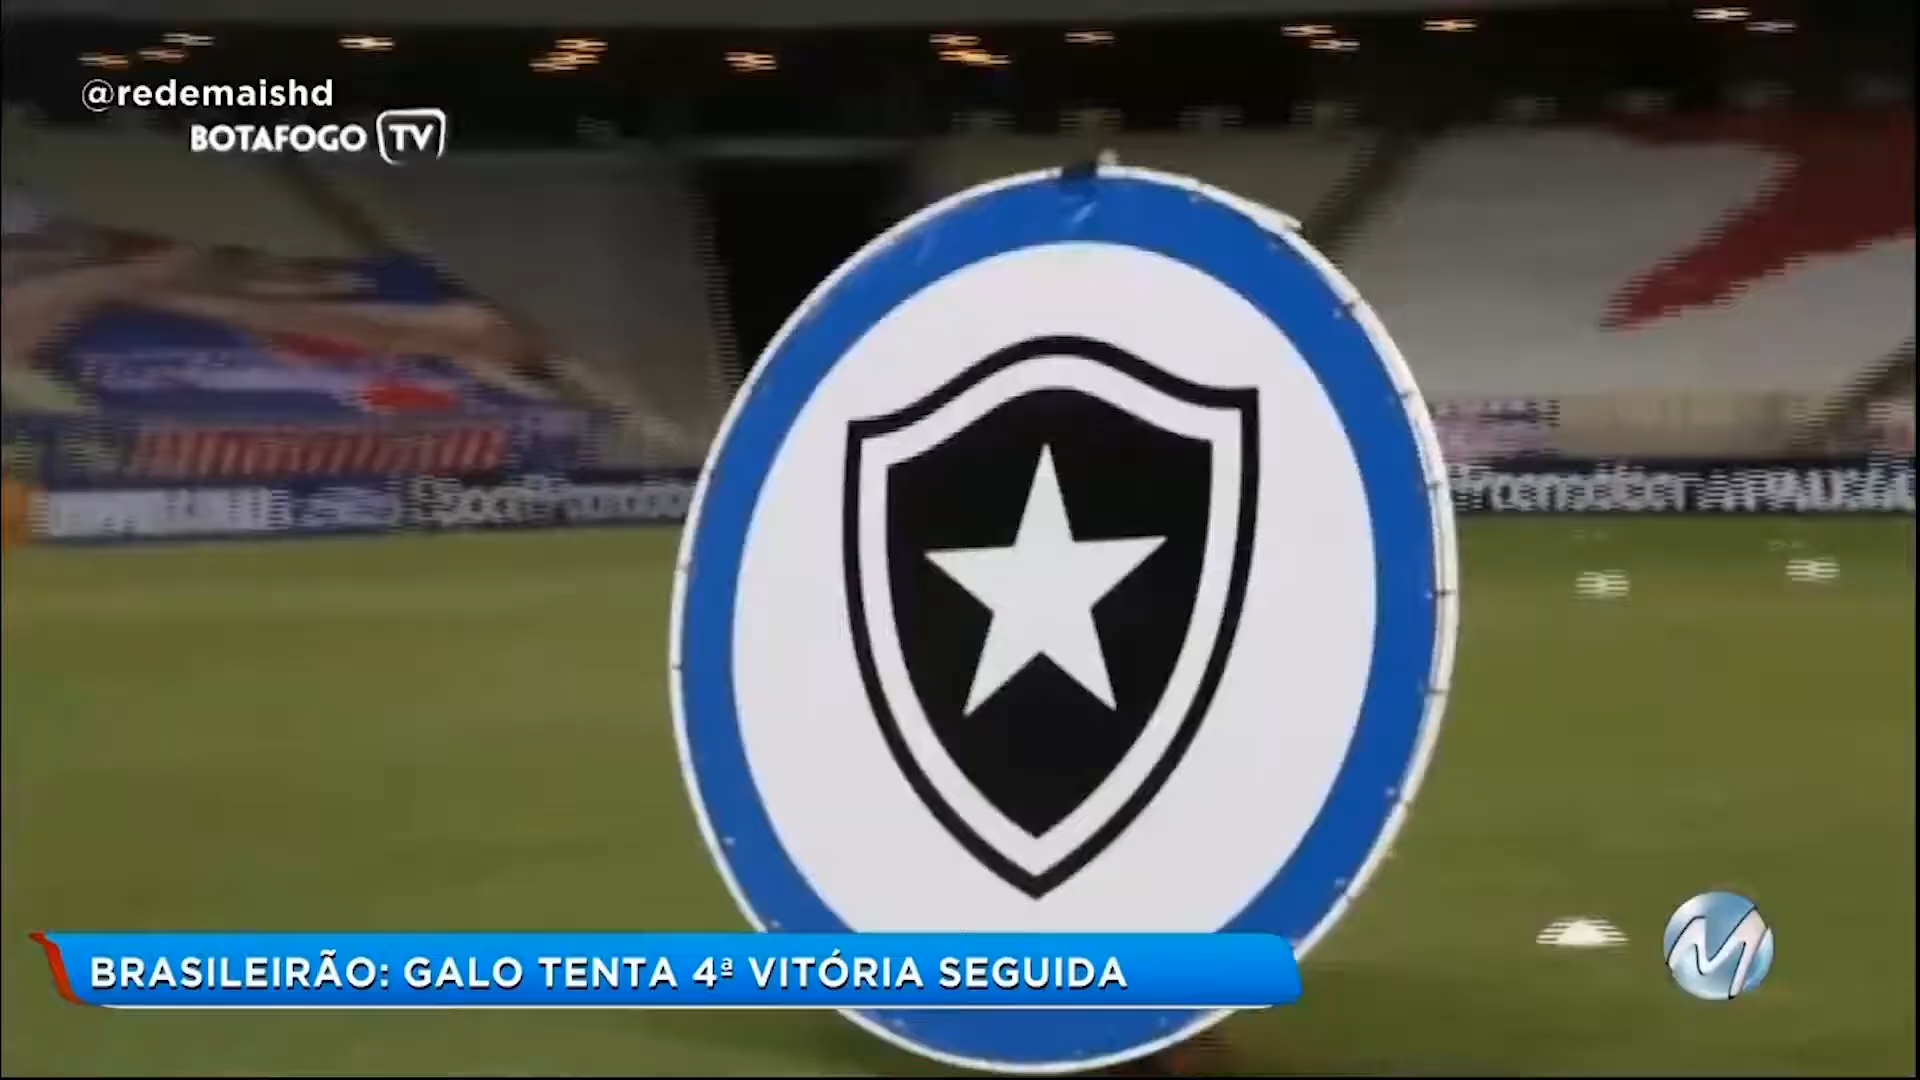 @redemaishd
BOTAFOGO TV
BRASILEIRÃO: GALO TENTA 4ª VITÓRIA SEGUIDA